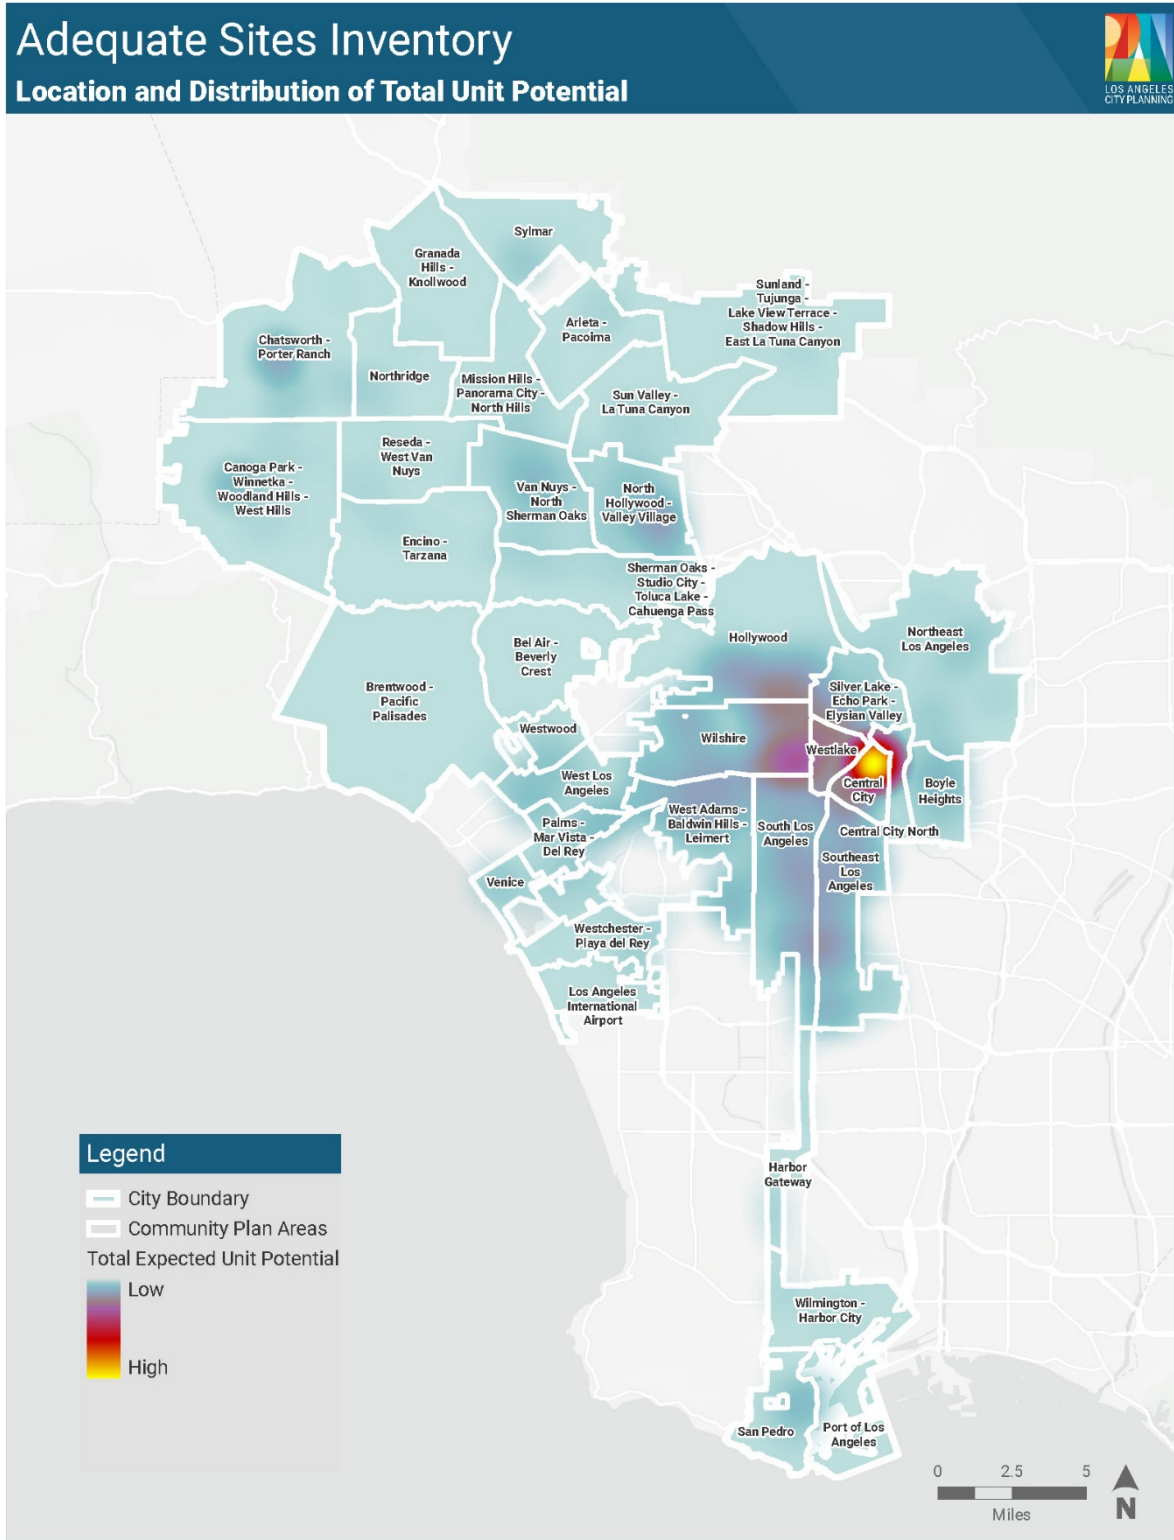 Adequate Sites Inventory
Location and Distribution of Total Unit Potential
LOS ANGELES
CITY PLANNING
Sylmar
Granada
Hills -
Knollwood
Sunland -
Tujunga -
Lake View Terrace -
Shadow Hills -
East La Tuna Canyon
Arleta -
Pacoima
Chatsworth -
Porter Ranch
Northridge
Mission Hills -
Panorama City -
North Hills
Sun Valley -
La Tuna Canyon
Reseda -
West Van
Nuys
Canoga Park -
Winnetka -
Woodland Hills -
West Hills
Van Nuys -
North
Sherman Oaks
North
Hollywood -
Valley Village
Encino -
Tarzana
Sherman Oaks -
Studio City -
Toluca Lake -
Cahuenga Pass
Hollywood
Northeast
Los Angeles
Bel Air -
Beverly
Crest
Brentwood -
Pacific
Palisades
Silver Lake -
Echo Park -
Elysian Valley
Westwood
Wilshire
Westlake
West Los
Angeles
Central
City
Boyle
Heights
West Adams -
Baldwin Hills -
Leimert
South Los
Angeles
Central City North
Palms -
Mar Vista -
Del Rey
Southeast
Los
Angeles
Venice
Westchester -
Playa del Rey
Los Angeles
International
Airport
Harbor
Gateway
Wilmington -
Harbor City
San Pedro
Port of Los
Angeles
Legend
City Boundary
Community Plan Areas
Total Expected Unit Potential
Low
High
0 2.5 5
Miles
N